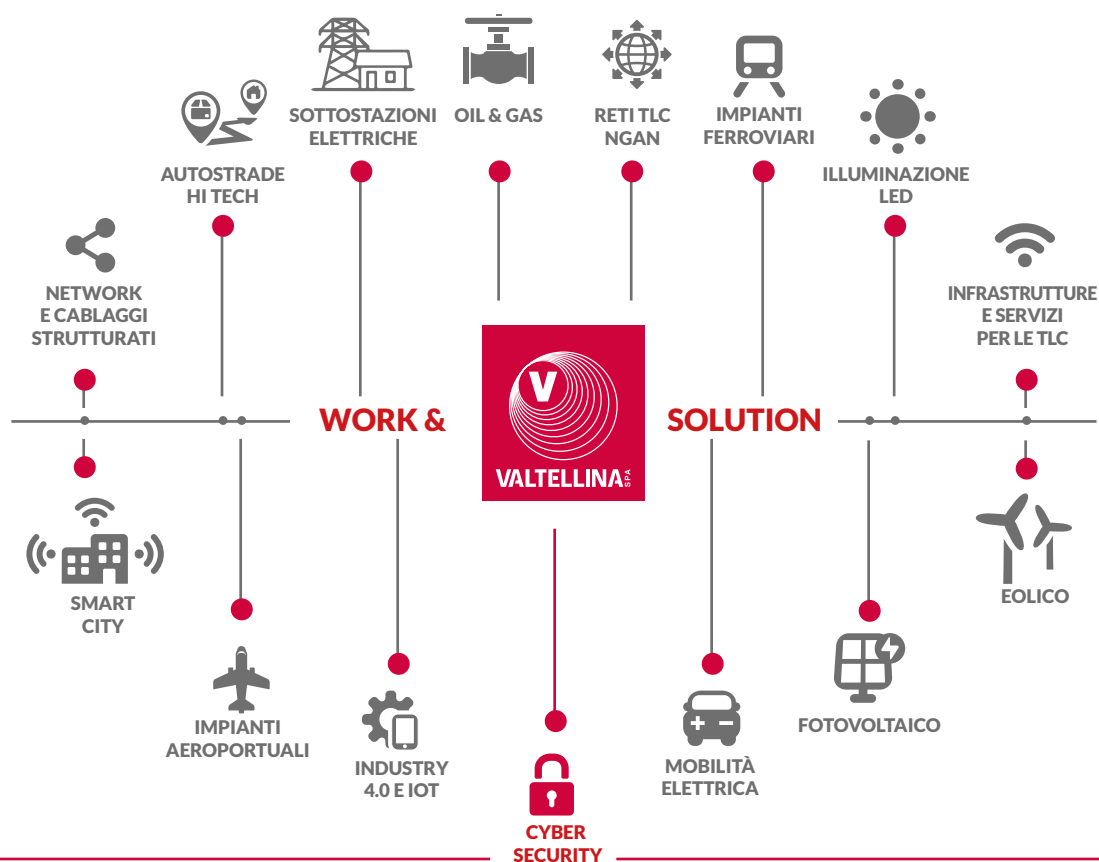 SOTTOSTAZIONI
ELETTRICHE
OIL & GAS
RETI TLC
NGAN
IMPIANTI
FERROVIARI
AUTOSTRADE
HI TECH
ILLUMINAZIONE
LED
NETWORK
E CABLAGGI
STRUTTURATI
INFRASTRUTTURE
E SERVIZI
PER LE TLC
WORK &
V
VALTELLINA SPA
SOLUTION
SMART
CITY
EOLICO
IMPIANTI
AEROPORTUALI
FOTOVOLTAICO
INDUSTRY
4.0 E IOT
MOBILITÀ
ELETTRICA
CYBER
SECURITY